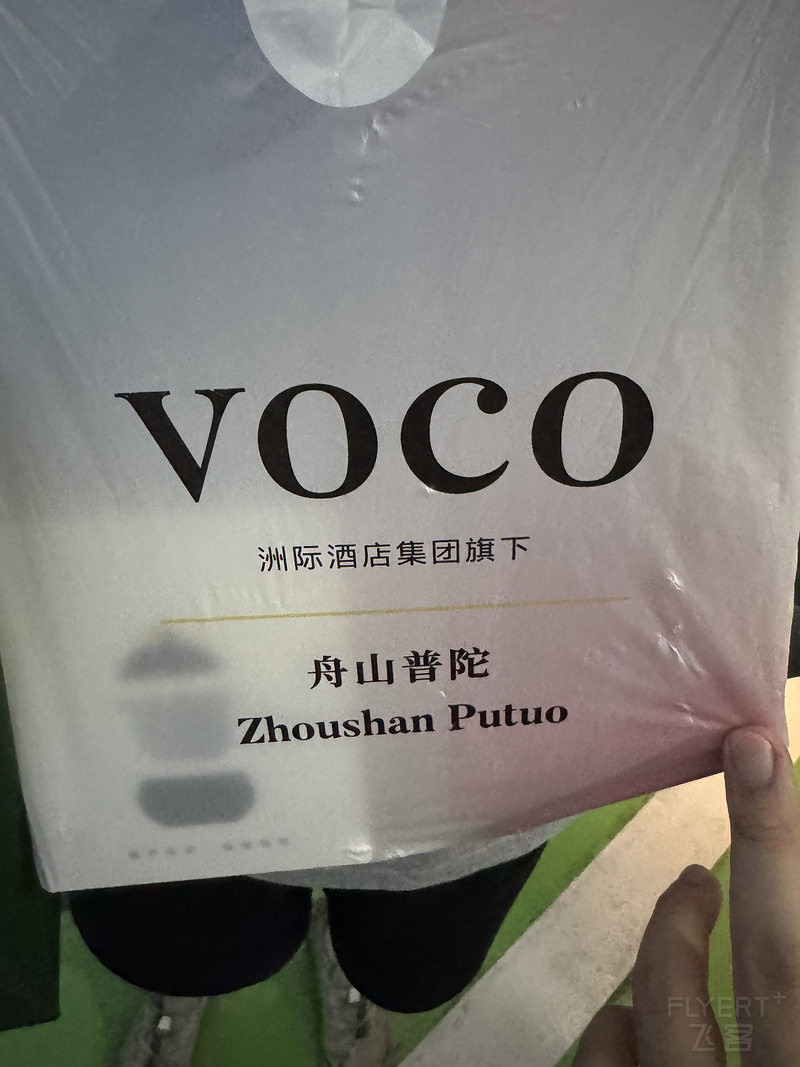 voco
洲际酒店集团旗下
舟山普陀
Zhoushan Putuo
FLYERT+
飞客